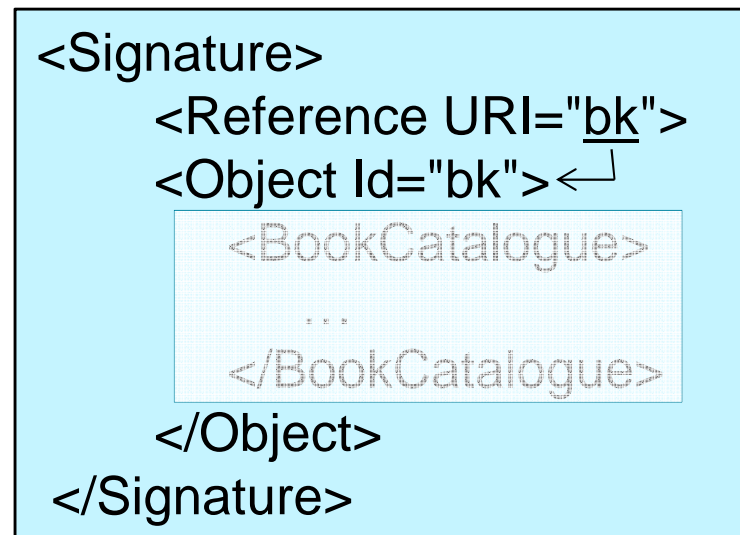 <Signature>
<Reference URI="bk">
<Object Id="bk">
<BookCatalogue>
...
</BookCatalogue>
</Object>
</Signature>